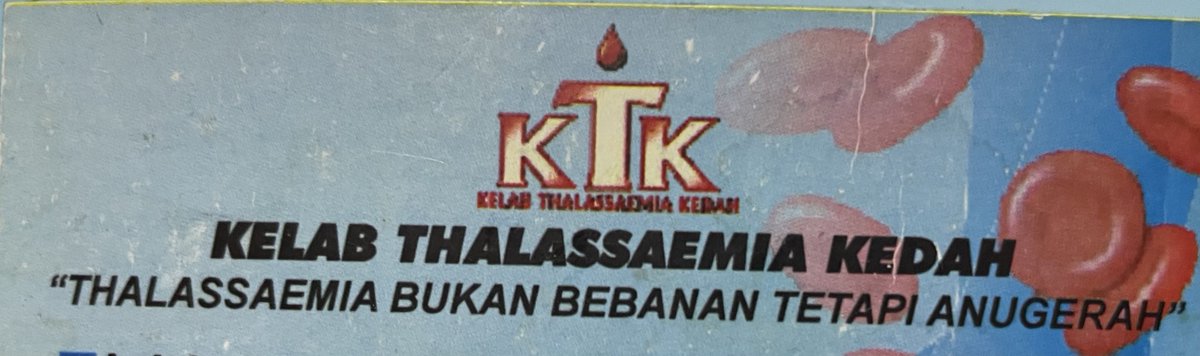 KTK
KELAB THALASSAEMIA KEDAH
KELAB THALASSAEMIA KEDAH
“THALASSAEMIA BUKAN BEBANAN TETAPI ANUGERAH”